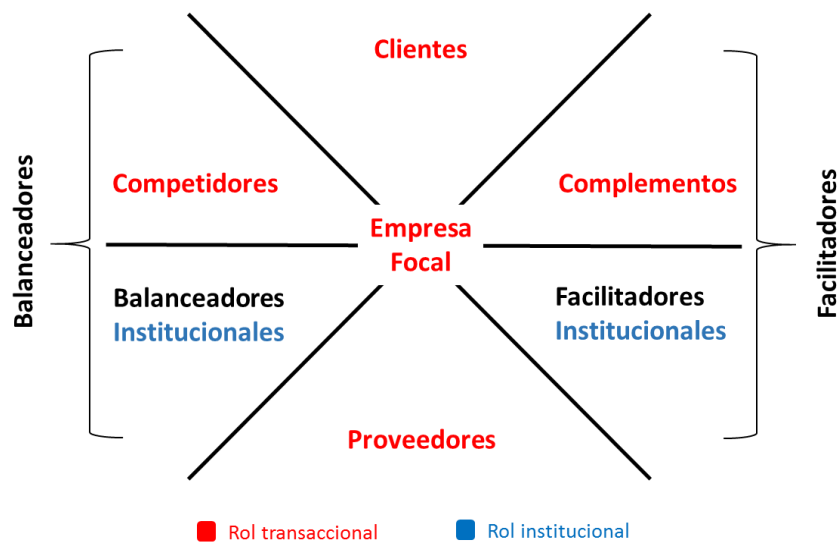 Clientes
Balanceadores
Competidores
Complementos
Facilitadores
Empresa
Focal
Balanceadores
Institucionales
Facilitadores
Institucionales
Proveedores
Rol transaccional
Rol institucional